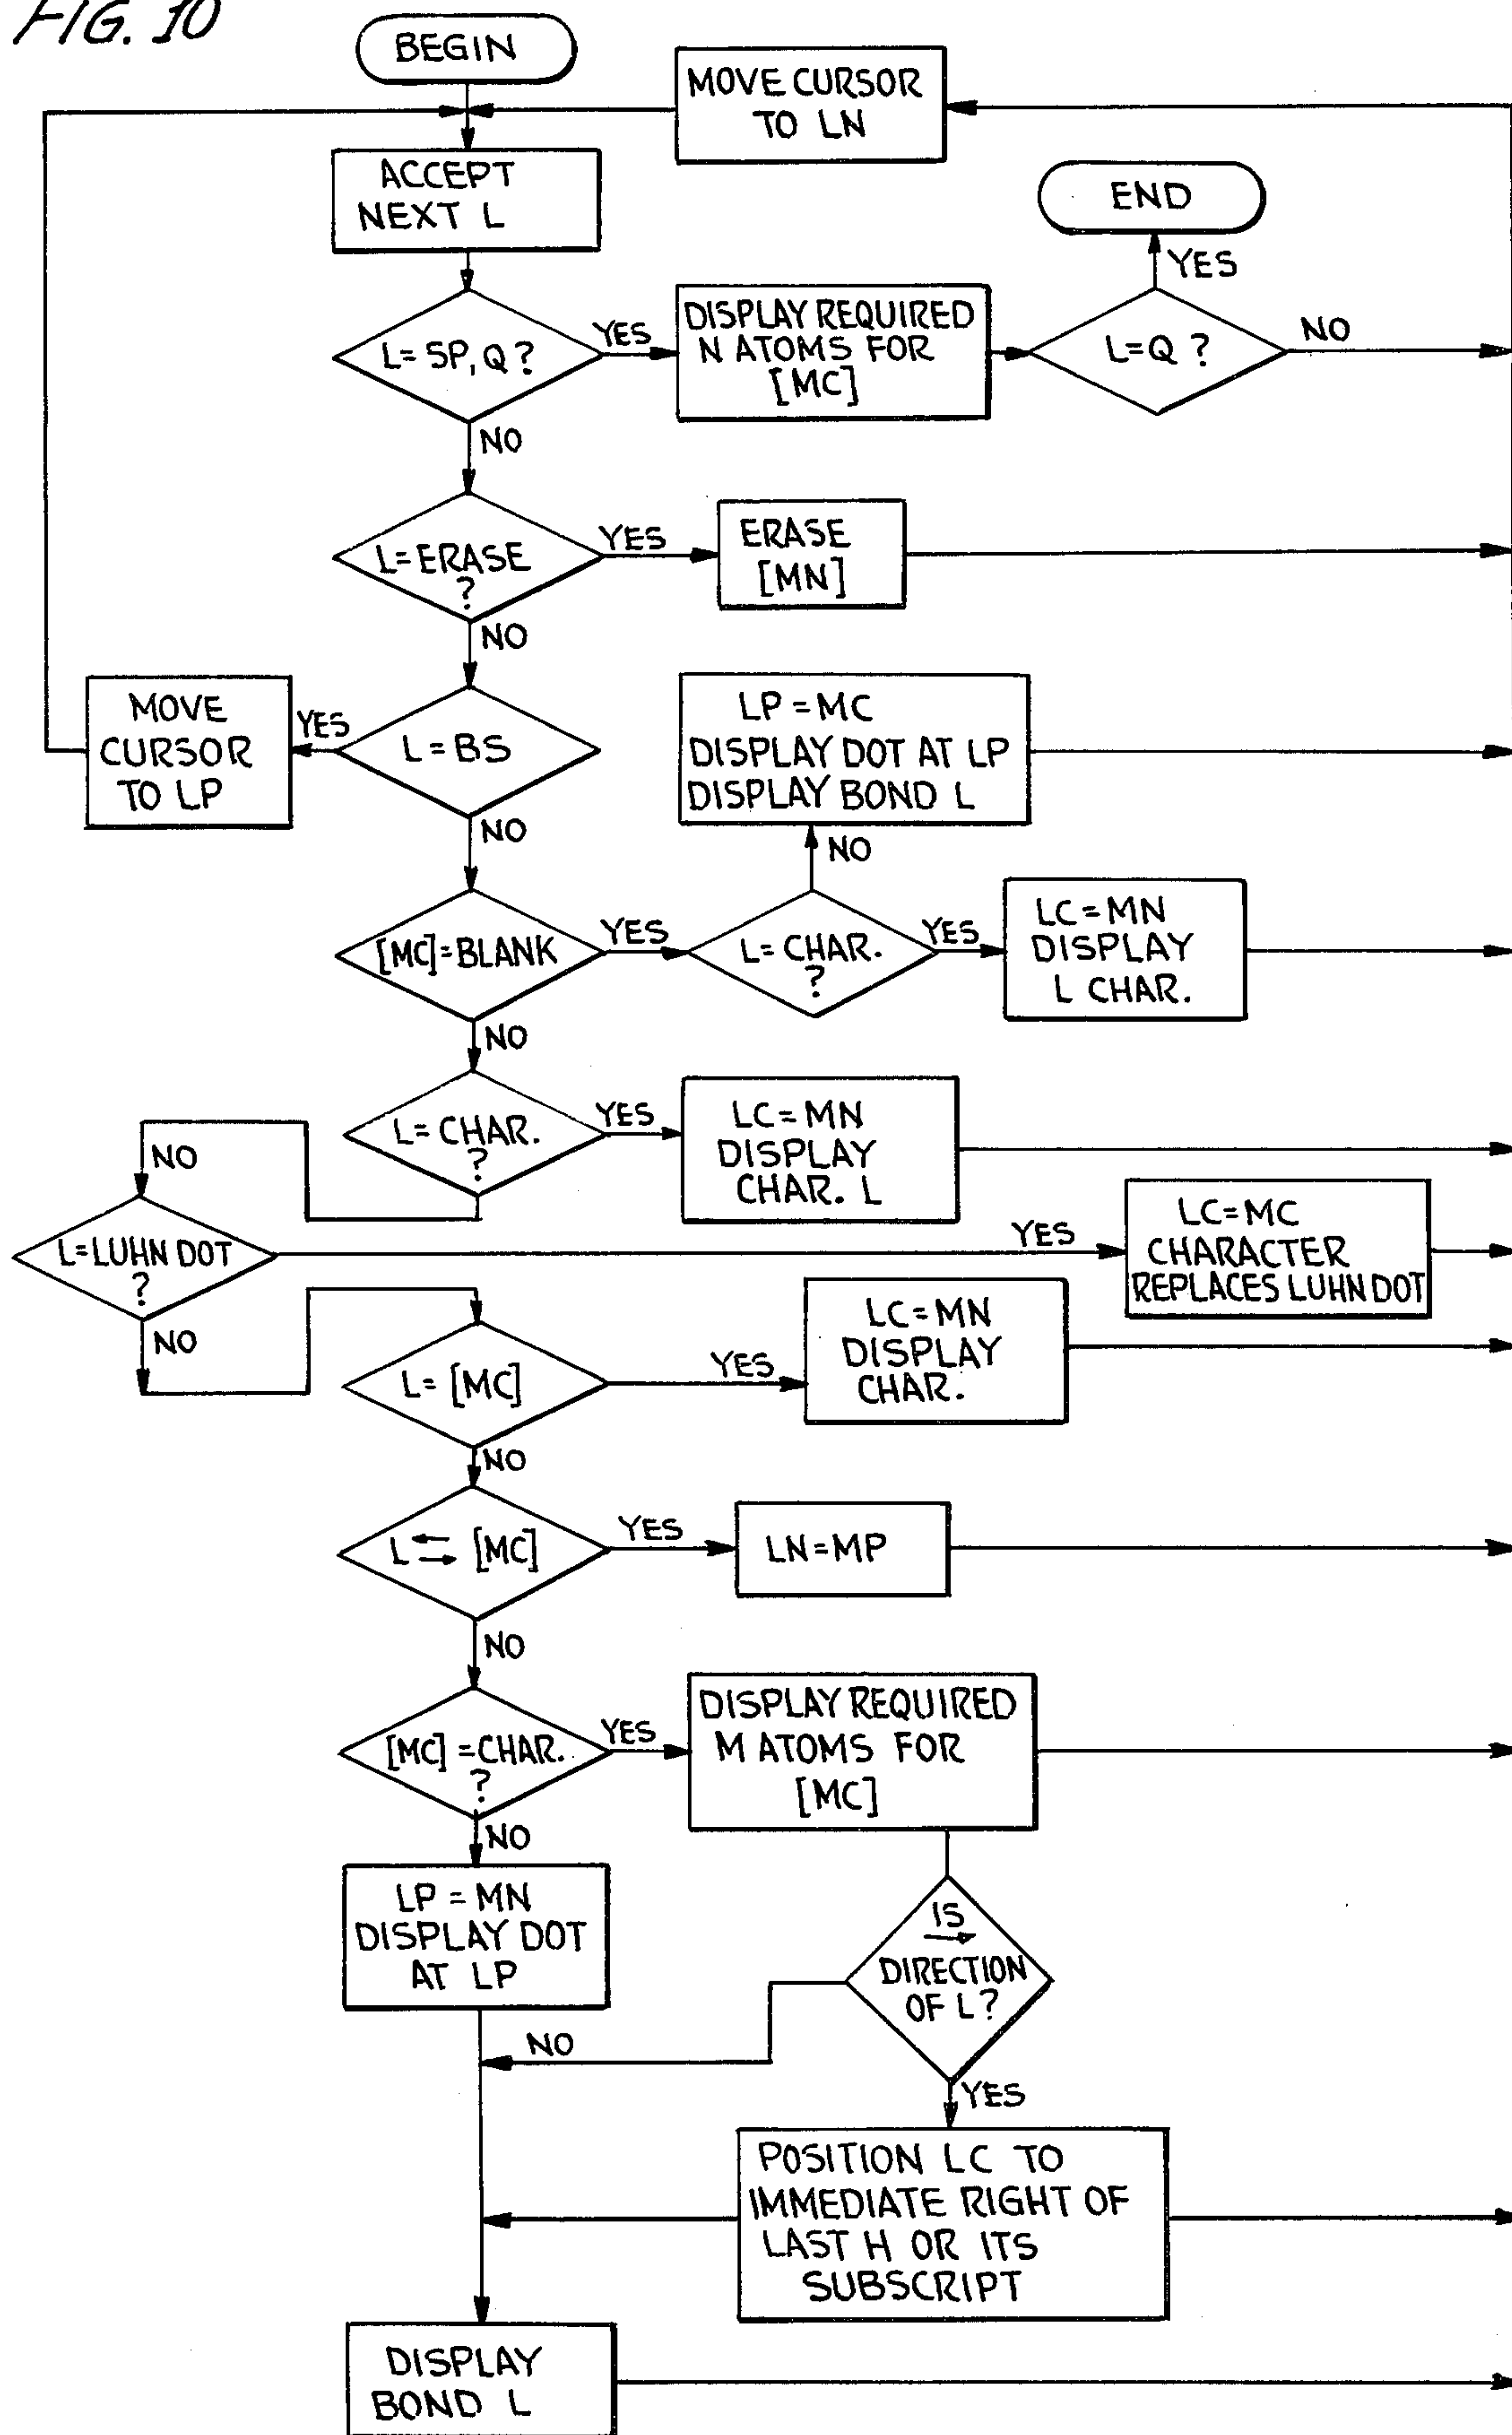 FIG. 10
BEGIN
MOVE CURSOR
TO LN
ACCEPT
NEXT L
END
YES
L=SP, Q ?
YES
DISPLAY REQUIRED
N ATOMS FOR
[MC]
L=Q ?
NO
NO
L=ERASE
?
YES
ERASE
[MN]
NO
MOVE
CURSOR
TO LP
YES
L=BS
LP=MC
DISPLAY DOT AT LP
DISPLAY BOND L
NO
NO
[MC]=BLANK
YES
L=CHAR.
?
YES
LC=MN
DISPLAY
L CHAR.
NO
L=CHAR.
?
YES
LC=MN
DISPLAY
CHAR. L
NO
L=LUHN DOT
?
YES
LC=MC
CHARACTER
REPLACES LUHN DOT
NO
L=[MC]
YES
LC=MN
DISPLAY
CHAR.
NO
L ⇆ [MC]
YES
LN=MP
NO
[MC]=CHAR.
?
YES
DISPLAY REQUIRED
M ATOMS FOR
[MC]
NO
LP=MN
DISPLAY DOT
AT LP
IS
→
DIRECTION
OF L?
NO
YES
POSITION LC TO
IMMEDIATE RIGHT OF
LAST H OR ITS
SUBSCRIPT
DISPLAY
BOND L